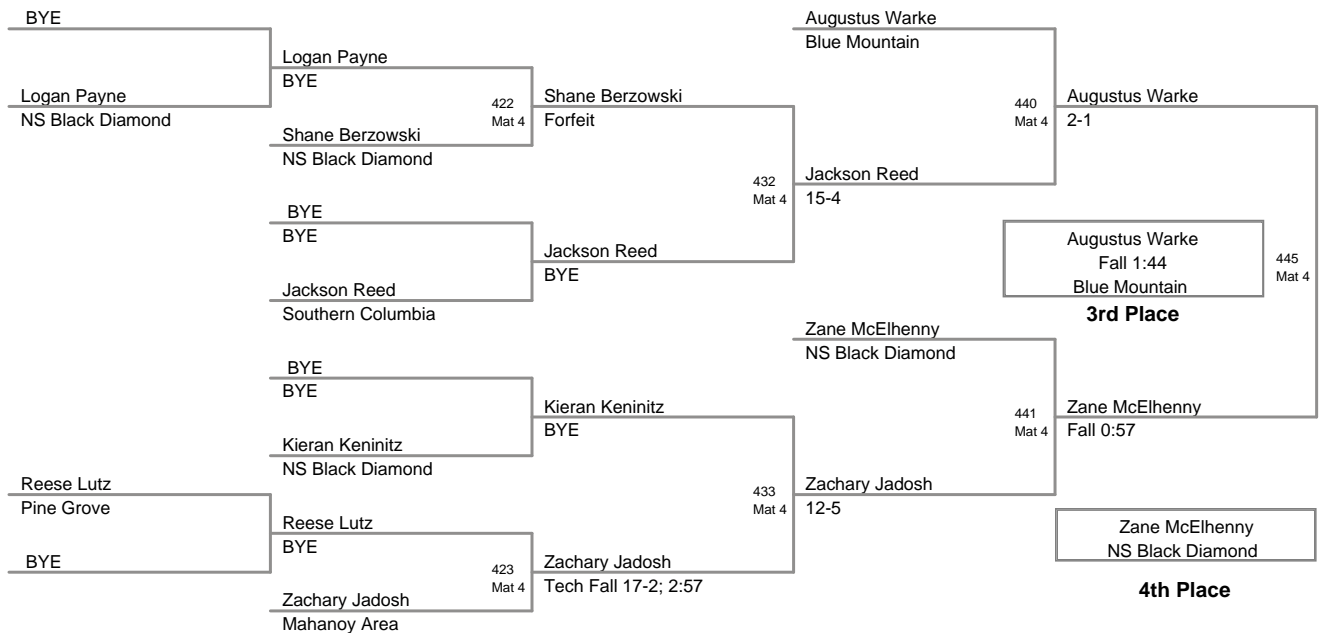 BYE
Logan Payne
NS Black Diamond
Logan Payne
BYE
422
Mat 4
Shane Berzowski
NS Black Diamond
Shane Berzowski
Forfeit
BYE
BYE
Jackson Reed
Southern Columbia
Jackson Reed
BYE
432
Mat 4
Jackson Reed
15-4
Augustus Warke
Blue Mountain
440
Mat 4
Augustus Warke
2-1
Augustus Warke
Fall 1:44
Blue Mountain
3rd Place
445
Mat 4
BYE
BYE
Kieran Keninitz
NS Black Diamond
Kieran Keninitz
BYE
Reese Lutz
Pine Grove
BYE
Reese Lutz
BYE
423
Mat 4
Zachary Jadosh
Mahanoy Area
Zachary Jadosh
Tech Fall 17-2; 2:57
433
Mat 4
Zachary Jadosh
12-5
Zane McElhenny
NS Black Diamond
441
Mat 4
Zane McElhenny
Fall 0:57
Zane McElhenny
NS Black Diamond
4th Place